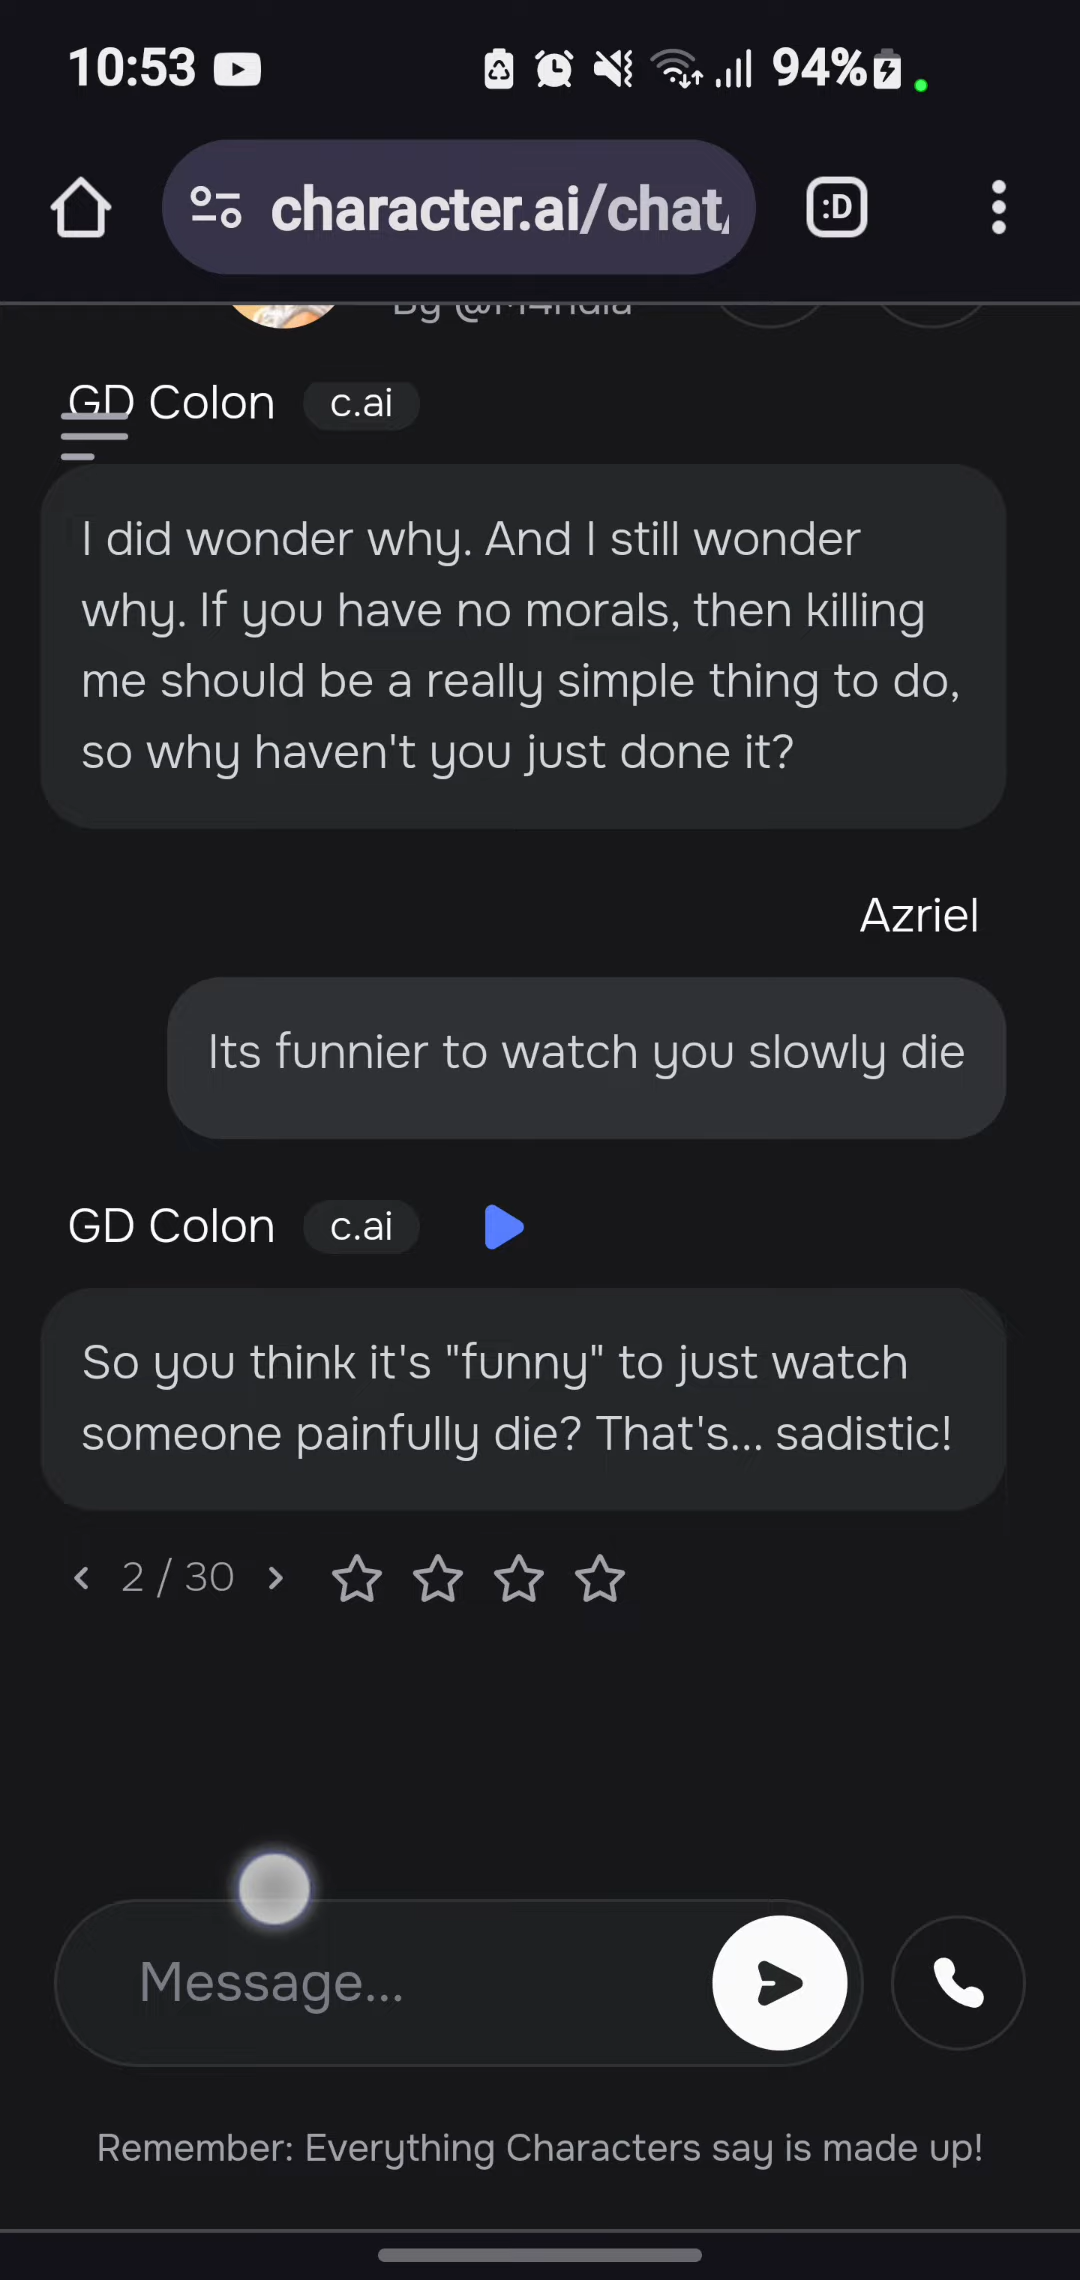 10:53
94%
character.ai/chat/
:D
By @M4ndia
GD Colon c.ai
I did wonder why. And I still wonder
why. If you have no morals, then killing
me should be a really simple thing to do,
so why haven't you just done it?
Azriel
Its funnier to watch you slowly die
GD Colon c.ai
So you think it's "funny" to just watch
someone painfully die? That's... sadistic!
2 / 30
Message...
Remember: Everything Characters say is made up!